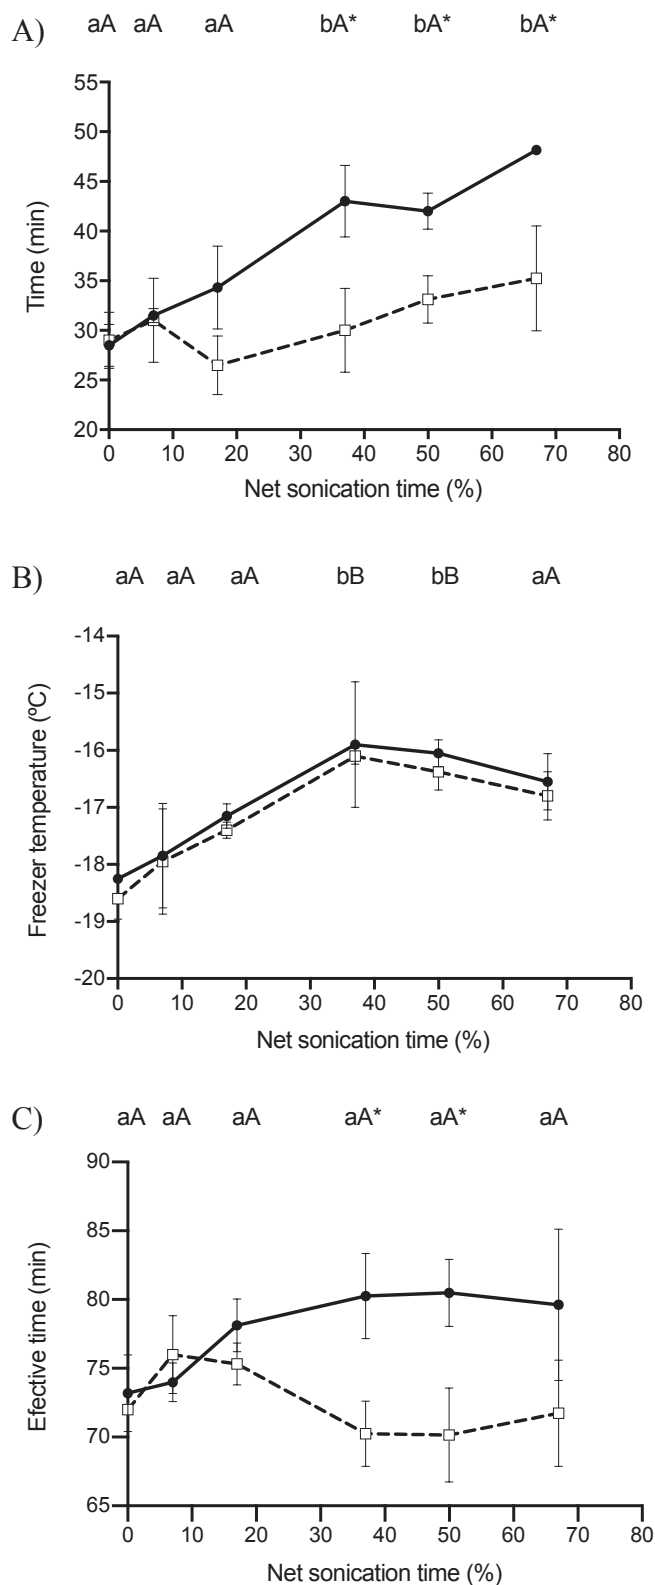 A)
aA aA aA bA* bA* bA*
55
50
45
40
35
30
25
20
Time (min)
0 10 20 30 40 50 60 70 80
Net sonication time (%)
B)
aA aA aA bB bB aA
-14
-15
-16
-17
-18
-19
-20
Freezer temperature (ºC)
0 10 20 30 40 50 60 70 80
Net sonication time (%)
C)
aA aA aA aA* aA* aA
90
85
80
75
70
65
Efective time (min)
0 10 20 30 40 50 60 70 80
Net sonication time (%)